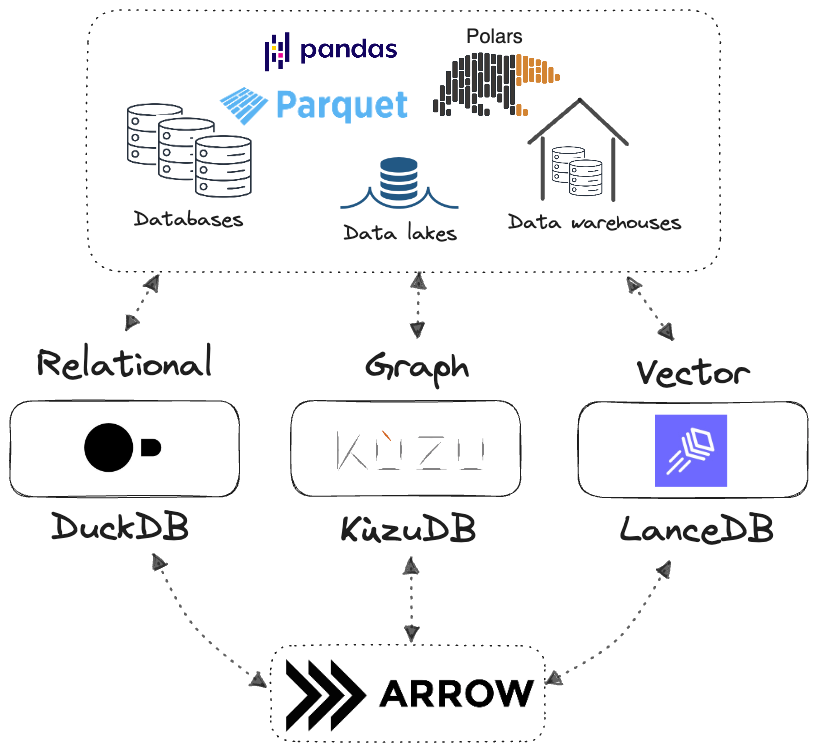 pandas
Polars
Parquet
Databases
Data lakes
Data warehouses
Relational
Graph
Vector
kùzu
DuckDB
KùzuDB
LanceDB
ARROW